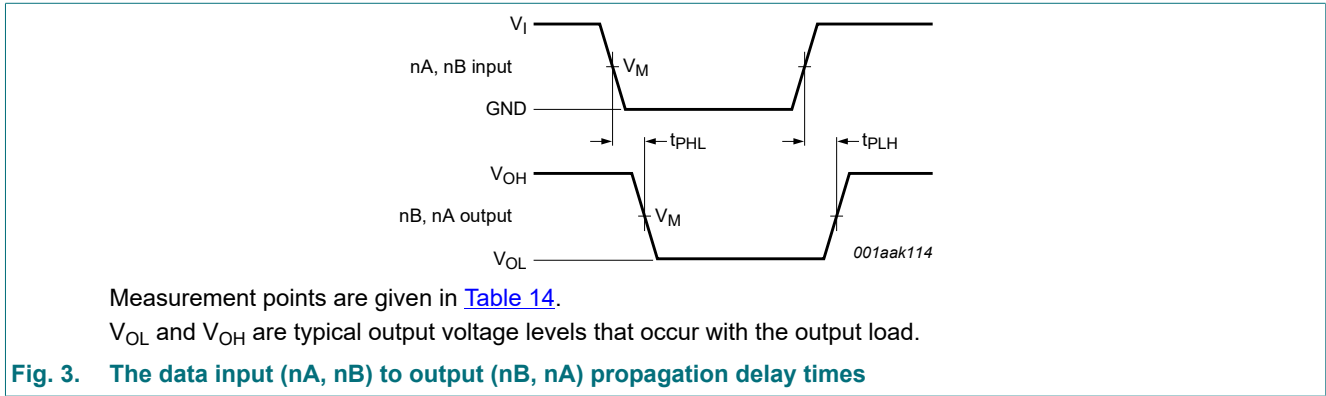 V_I
nA, nB input
V_M
GND
t_PHL
t_PLH
V_OH
nB, nA output
V_M
V_OL
001aak114
Measurement points are given in Table 14.
V_OL and V_OH are typical output voltage levels that occur with the output load.
Fig. 3. The data input (nA, nB) to output (nB, nA) propagation delay times